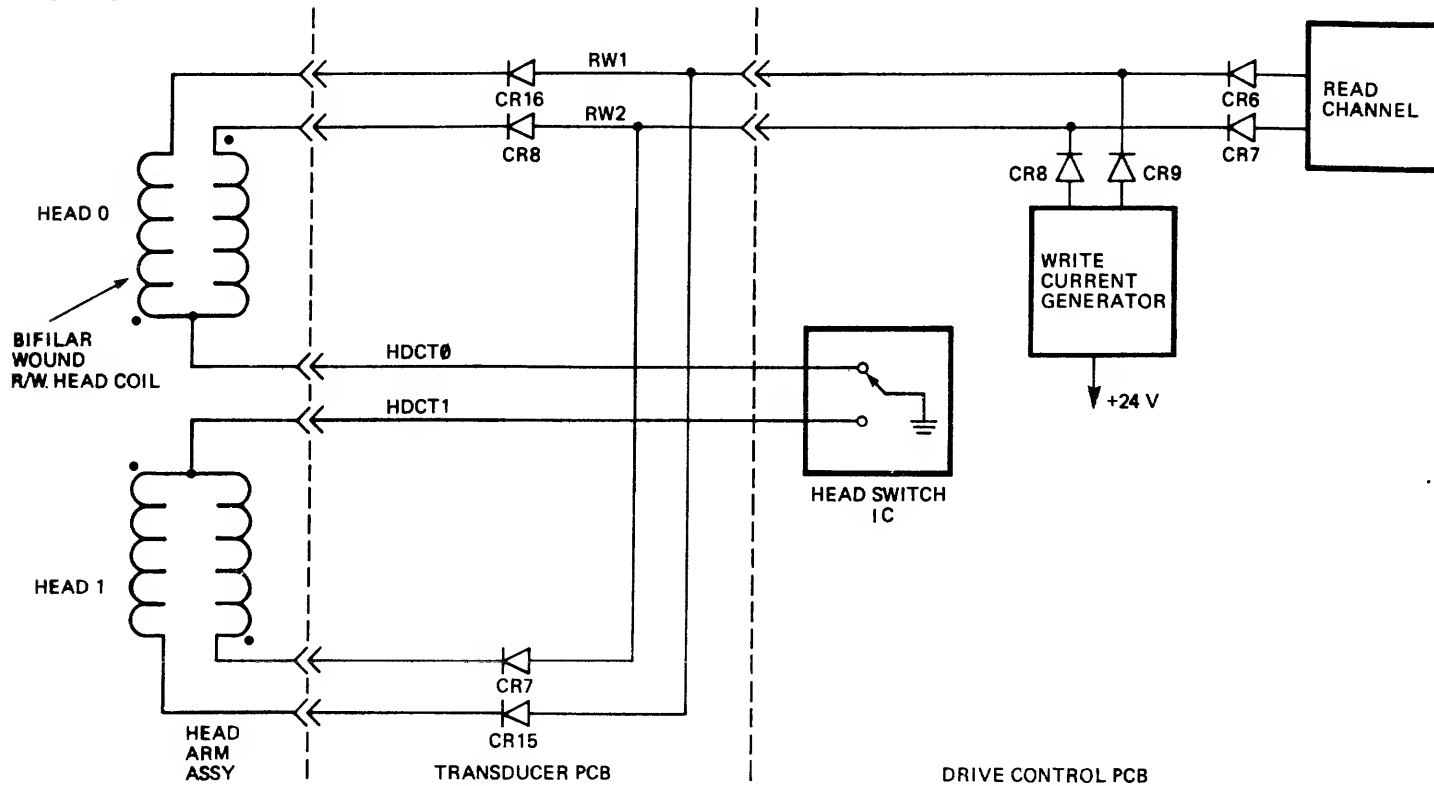 RW1
CR16
CR6
READ
CHANNEL
RW2
CR8
CR7
CR8
CR9
HEAD 0
WRITE
CURRENT
GENERATOR
BIFILAR
WOUND
R/W. HEAD COIL
HDCT0
+24 V
HDCT1
HEAD SWITCH
IC
HEAD 1
CR7
CR15
HEAD
ARM
ASSY
TRANSDUCER PCB
DRIVE CONTROL PCB